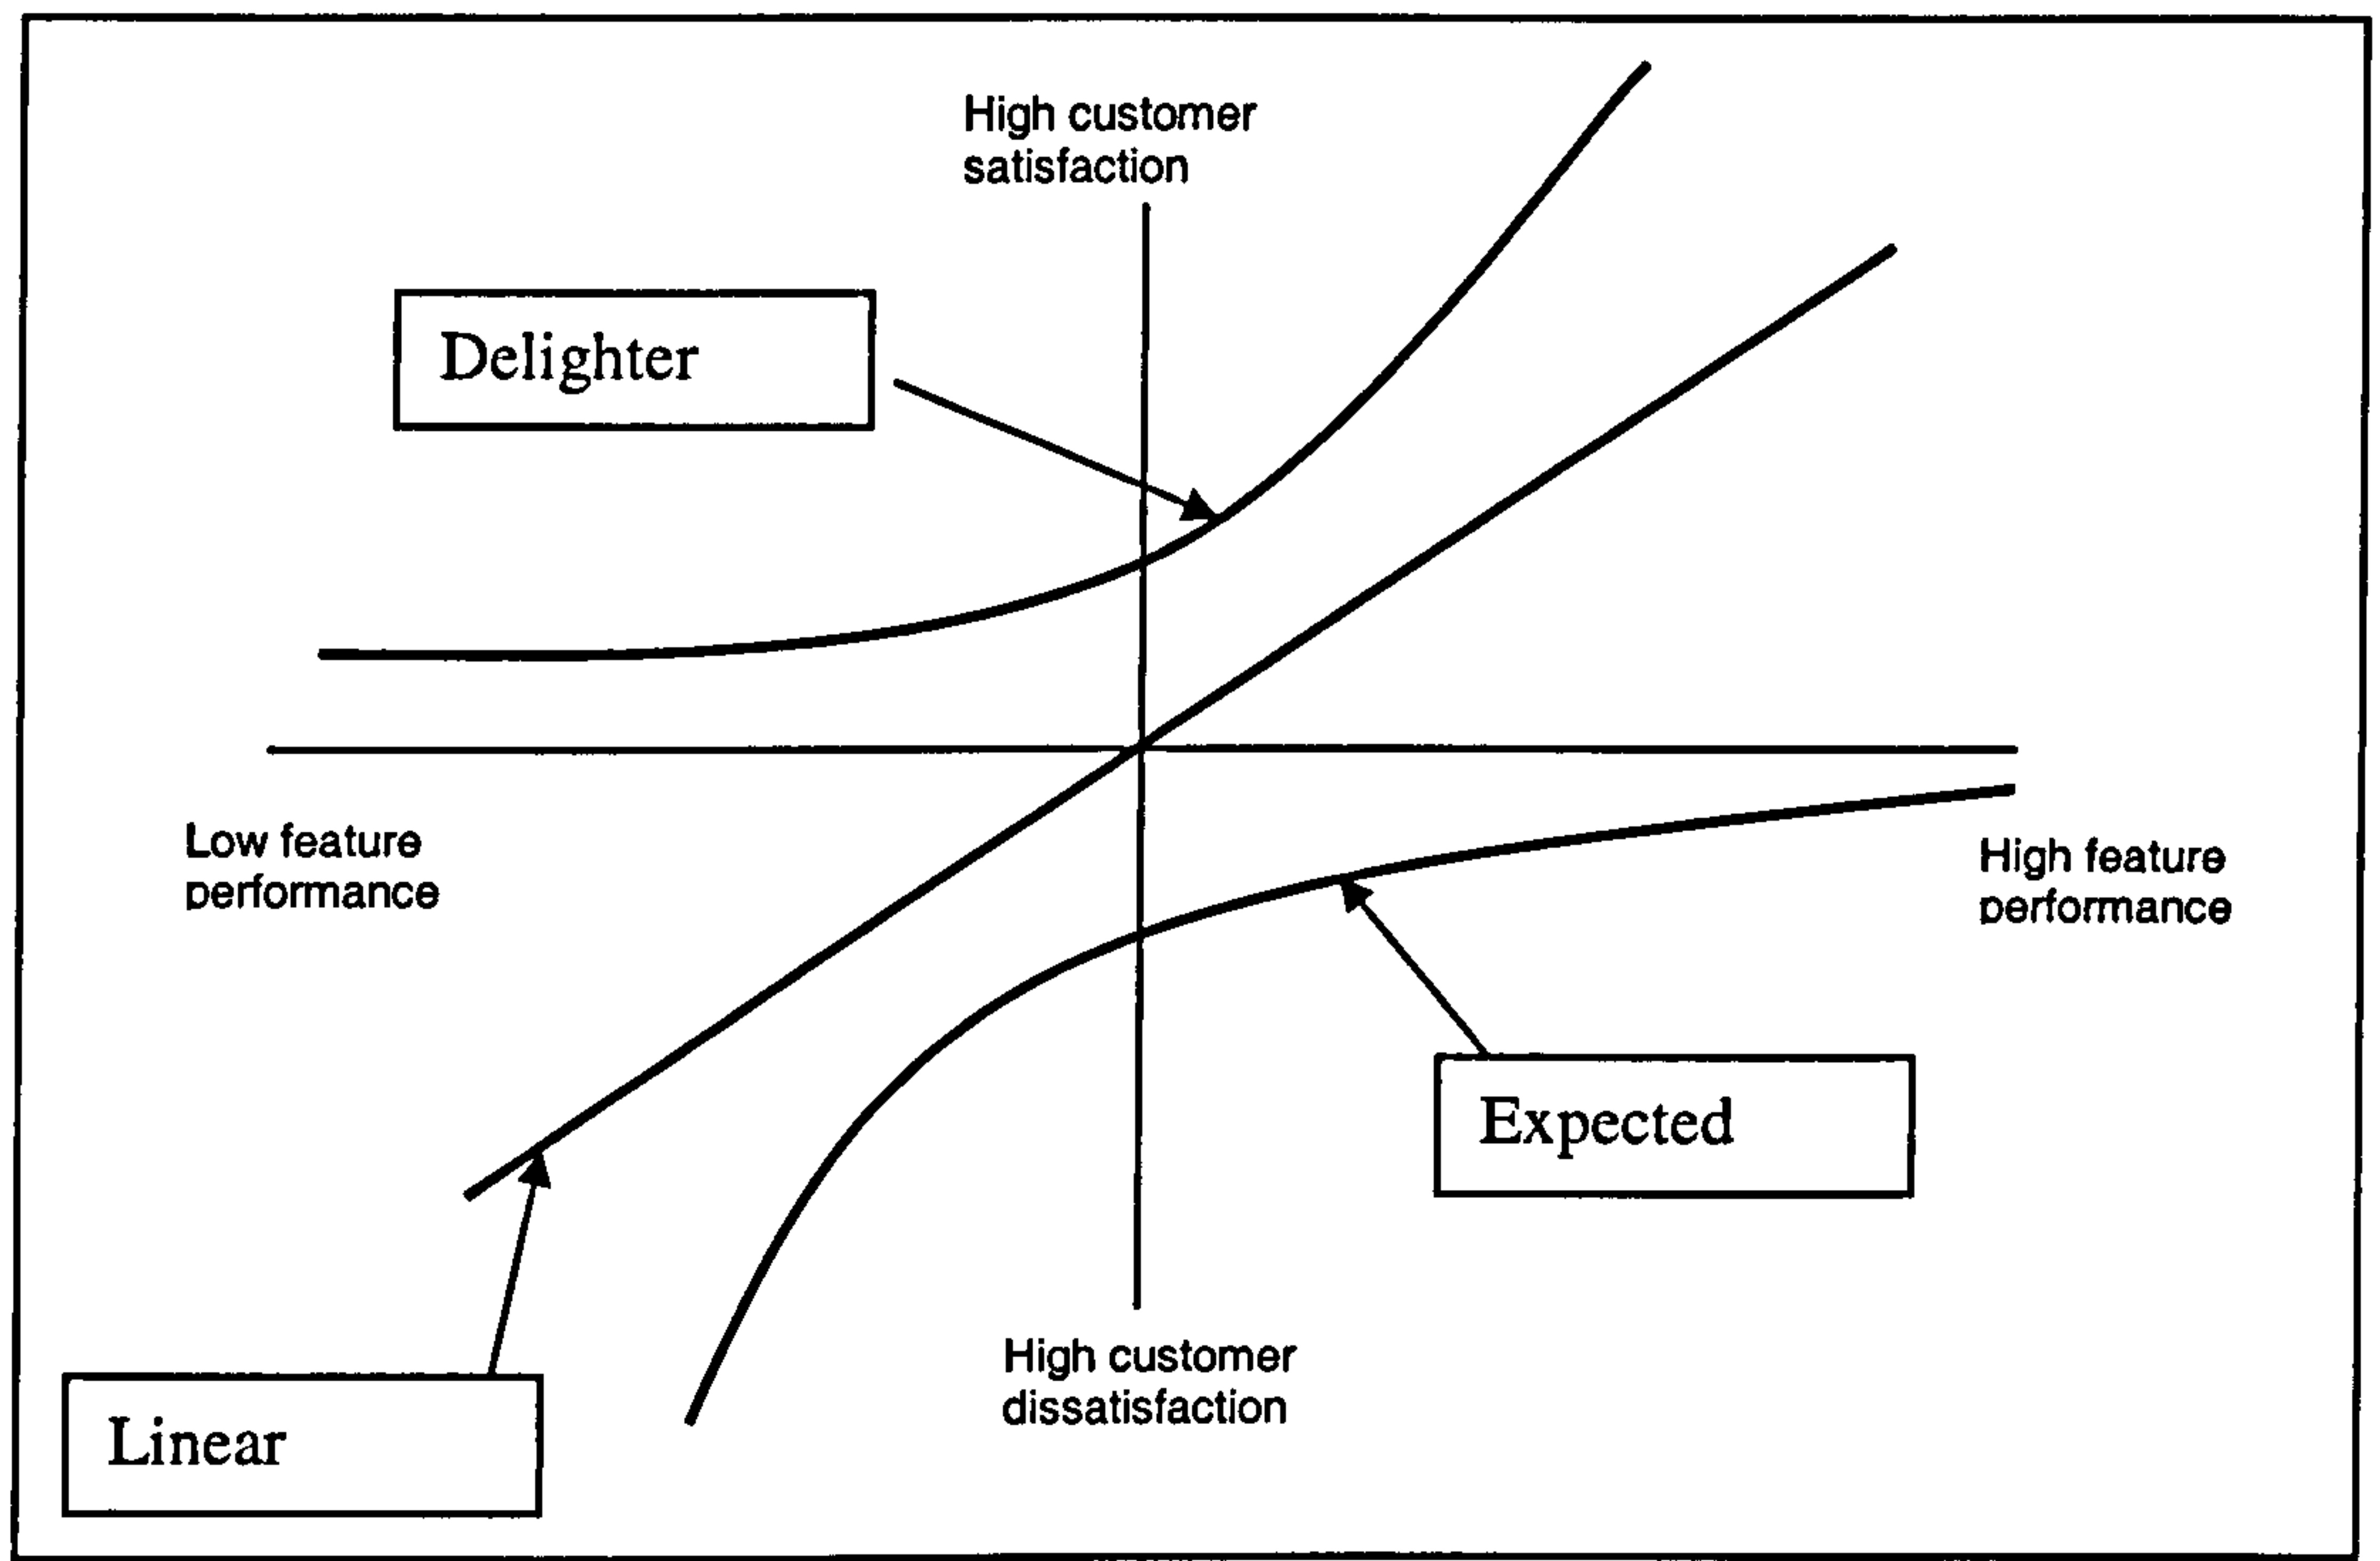 High customer
satisfaction
Delighter
Low feature
performance
High feature
performance
Expected
High customer
dissatisfaction
Linear